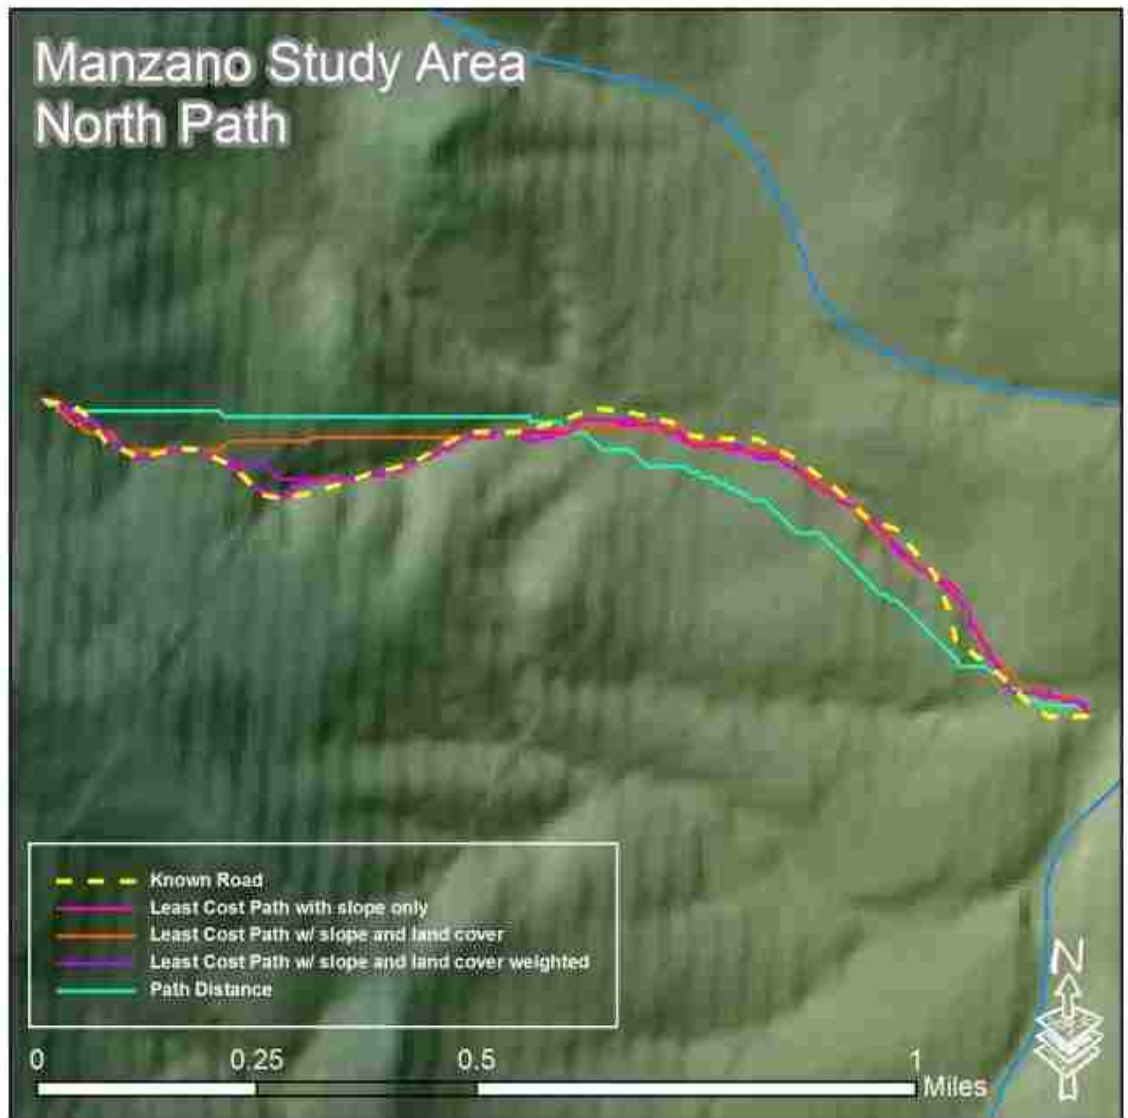 Manzano Study Area
North Path
Known Road
Least Cost Path with slope only
Least Cost Path w/ slope and land cover
Least Cost Path w/ slope and land cover weighted
Path Distance
N
0 0.25 0.5 1
Miles